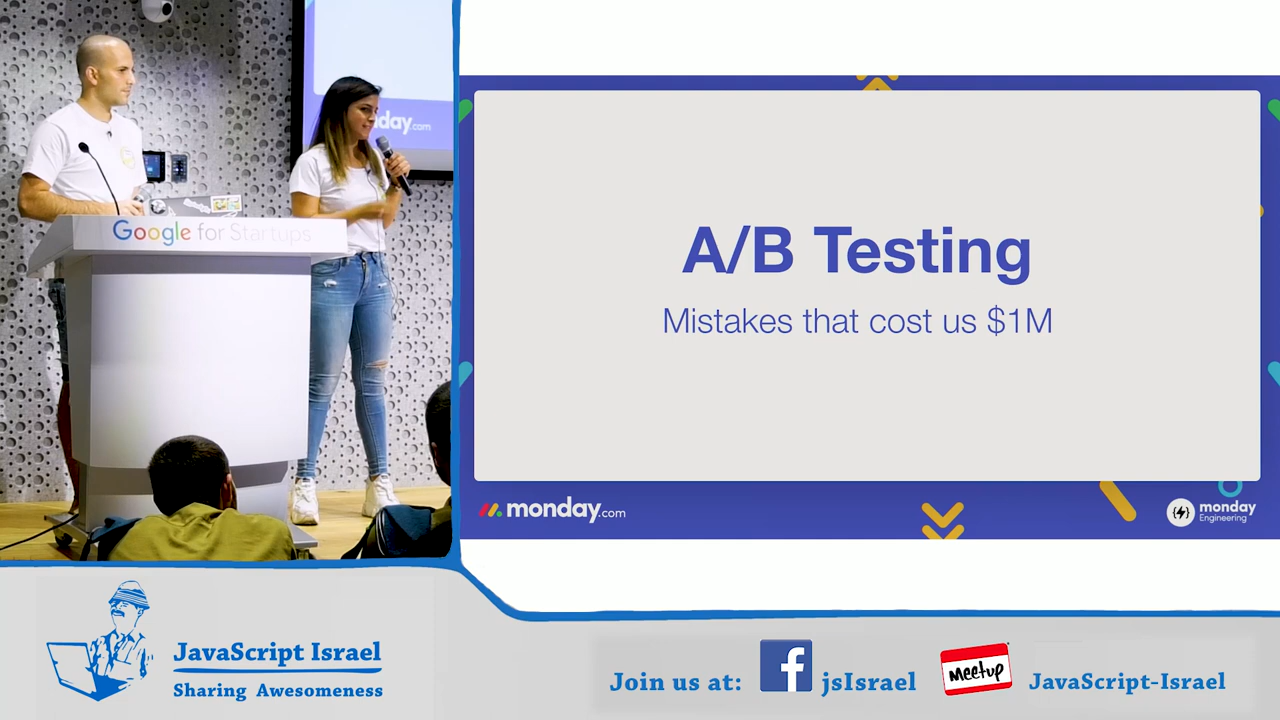 day.com
Google for Startups
A/B Testing
Mistakes that cost us $1M
monday.com
monday
Engineering
JavaScript Israel
Sharing Awesomeness
Join us at:
f
jsIsrael
Meetup
JavaScript-Israel